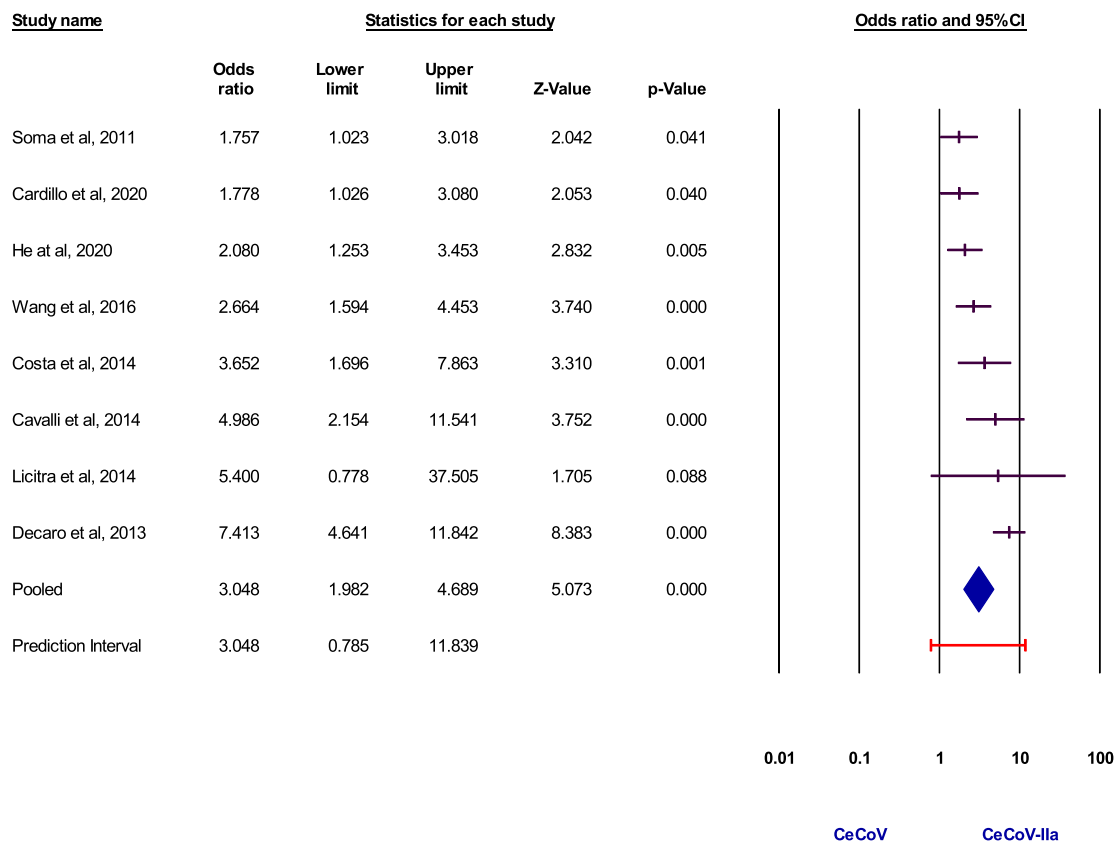 Study name Statistics for each study Odds ratio and 95%CI
Odds ratio Lower limit Upper limit Z-Value p-Value
Soma et al, 2011 1.757 1.023 3.018 2.042 0.041
Cardillo et al, 2020 1.778 1.026 3.080 2.053 0.040
He at al, 2020 2.080 1.253 3.453 2.832 0.005
Wang et al, 2016 2.664 1.594 4.453 3.740 0.000
Costa et al, 2014 3.652 1.696 7.863 3.310 0.001
Cavalli et al, 2014 4.986 2.154 11.541 3.752 0.000
Licitra et al, 2014 5.400 0.778 37.505 1.705 0.088
Decaro et al, 2013 7.413 4.641 11.842 8.383 0.000
Pooled 3.048 1.982 4.689 5.073 0.000
Prediction Interval 3.048 0.785 11.839
0.01 0.1 1 10 100
CeCoV CeCoV-IIa